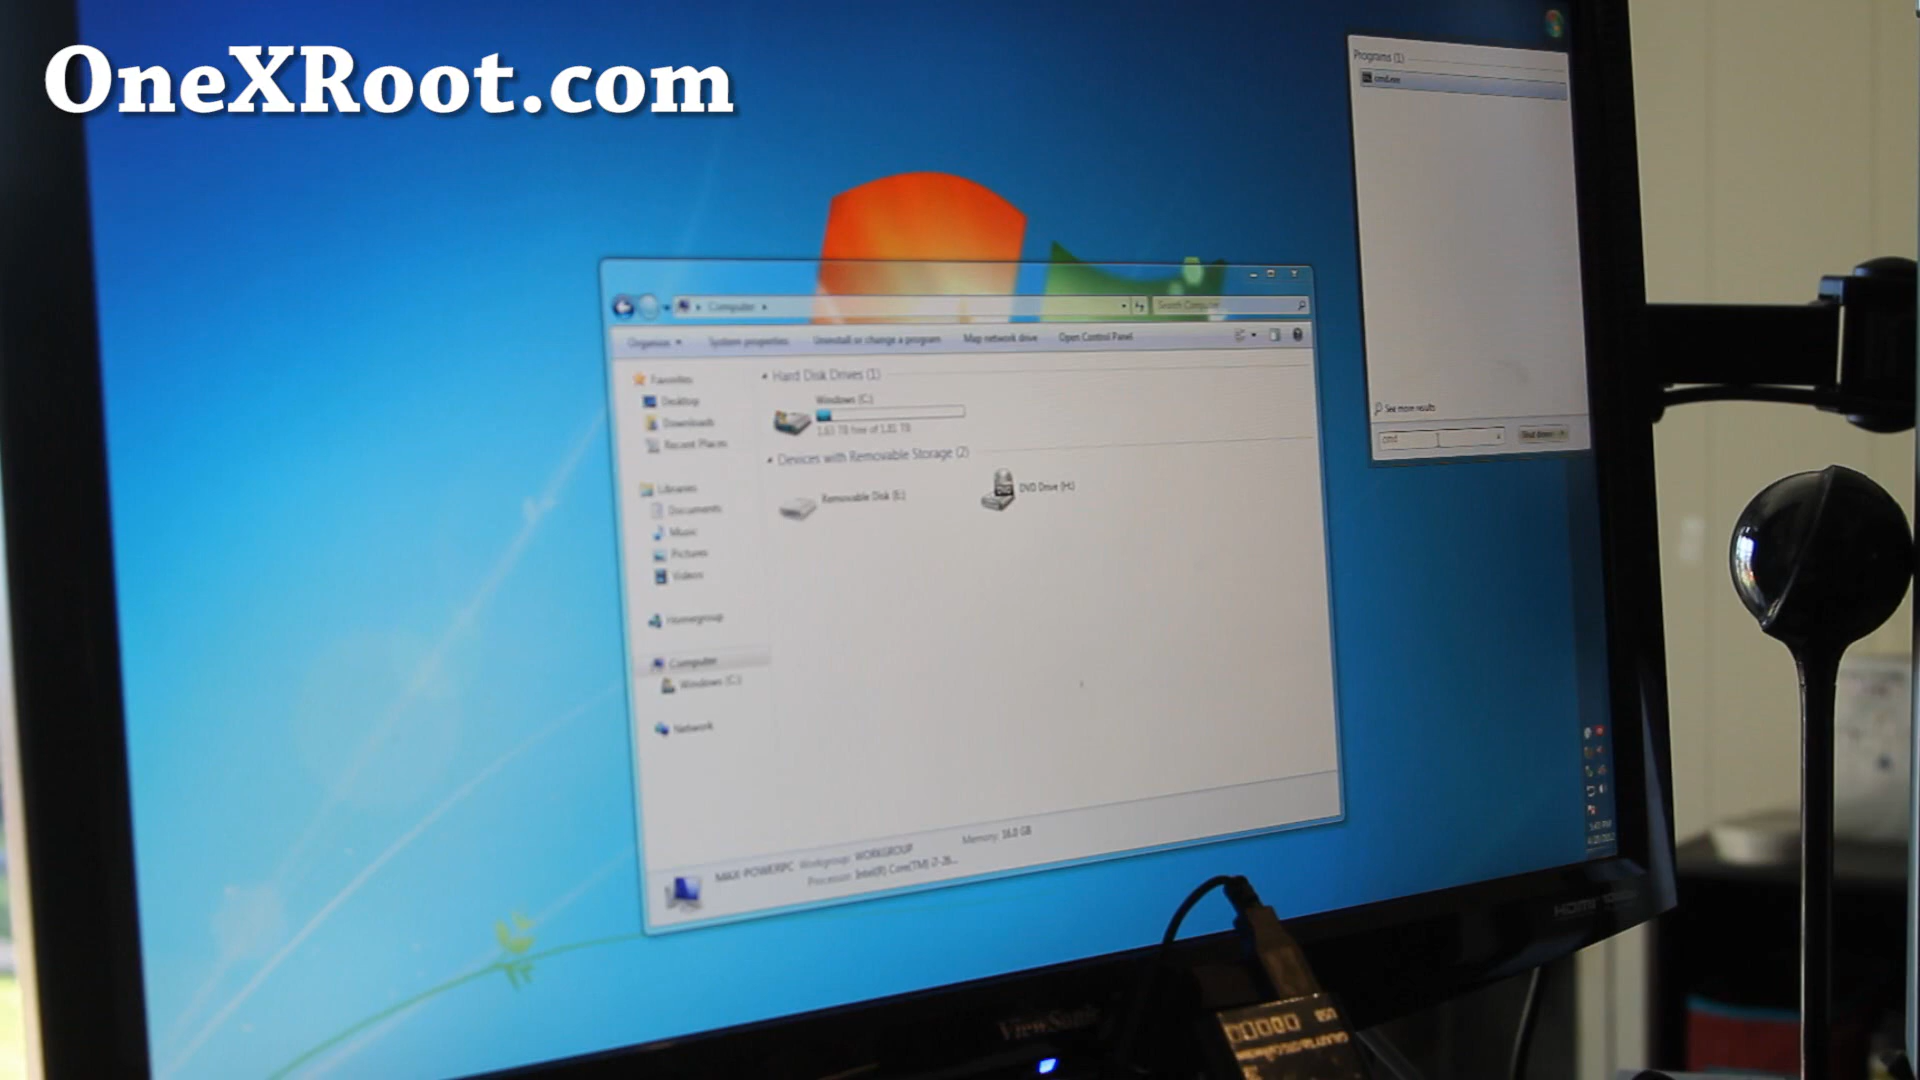 OneXRoot.com
Programs (1)
cmd.exe
Computer
Search Computer
Organize
System properties
Uninstall or change a program
Map network drive
Open Control Panel
Favorites
Desktop
Downloads
Recent Places
Libraries
Documents
Music
Pictures
Videos
Homegroup
Computer
Windows (C:)
Network
Hard Disk Drives (1)
Windows (C:)
1.63 TB free of 1.81 TB
Devices with Removable Storage (2)
Removable Disk (E:)
DVD Drive (H:)
See more results
cmd
Shut down
MAX-POWERPC Workgroup: WORKGROUP
Memory: 16.0 GB
Processor: Intel(R) Core(TM) i7-26...
ViewSonic
HDMI